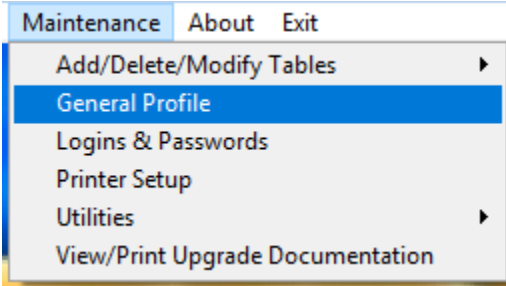 Maintenance About Exit
Add/Delete/Modify Tables
General Profile
Logins & Passwords
Printer Setup
Utilities
View/Print Upgrade Documentation